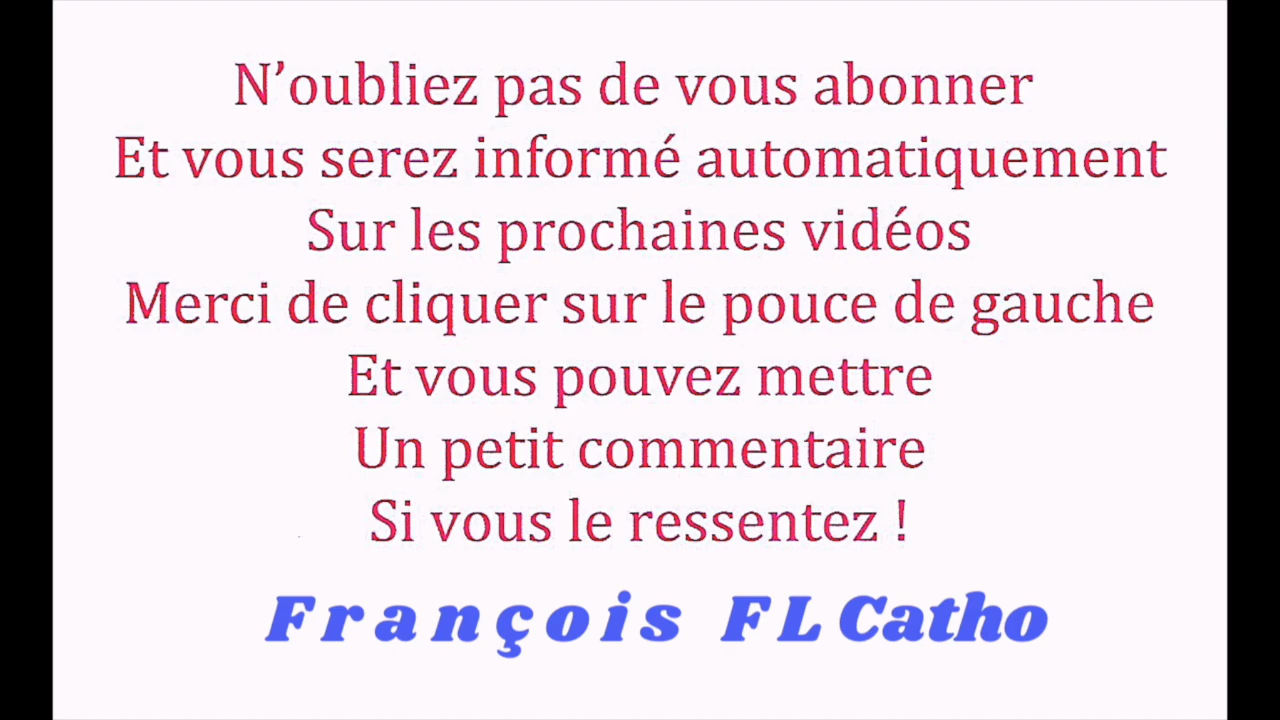 N’oubliez pas de vous abonner
Et vous serez informé automatiquement
Sur les prochaines vidéos
Merci de cliquer sur le pouce de gauche
Et vous pouvez mettre
Un petit commentaire
Si vous le ressentez !
François FLCatho